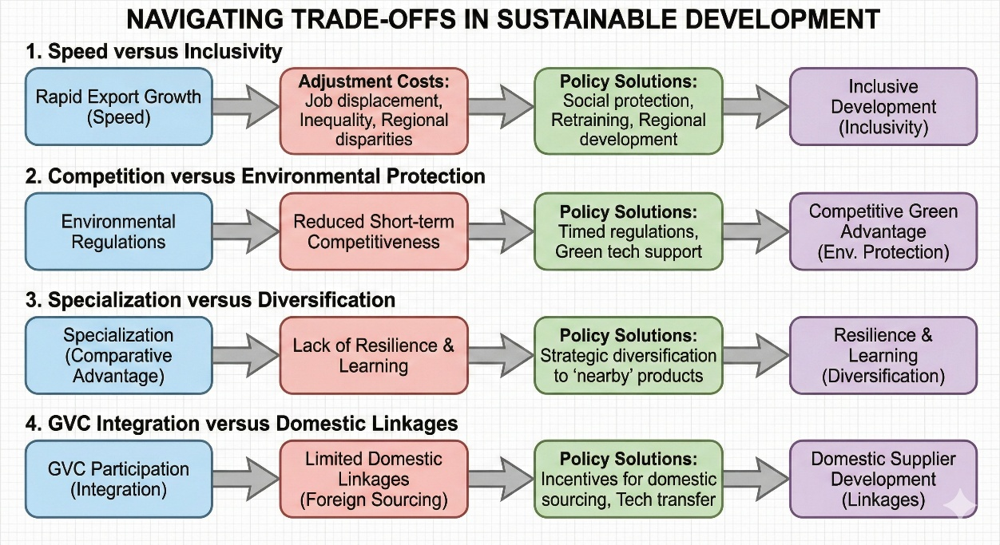 NAVIGATING TRADE-OFFS IN SUSTAINABLE DEVELOPMENT
1. Speed versus Inclusivity
Rapid Export Growth
(Speed)
Adjustment Costs:
Job displacement,
Inequality, Regional
disparities
Policy Solutions:
Social protection,
Retraining, Regional
development
Inclusive
Development
(Inclusivity)
2. Competition versus Environmental Protection
Environmental
Regulations
Reduced Short-term
Competitiveness
Policy Solutions:
Timed regulations,
Green tech support
Competitive Green
Advantage
(Env. Protection)
3. Specialization versus Diversification
Specialization
(Comparative
Advantage)
Lack of Resilience &
Learning
Policy Solutions:
Strategic diversification
to ‘nearby’ products
Resilience &
Learning
(Diversification)
4. GVC Integration versus Domestic Linkages
GVC Participation
(Integration)
Limited Domestic
Linkages
(Foreign Sourcing)
Policy Solutions:
Incentives for domestic
sourcing, Tech transfer
Domestic Supplier
Development
(Linkages)